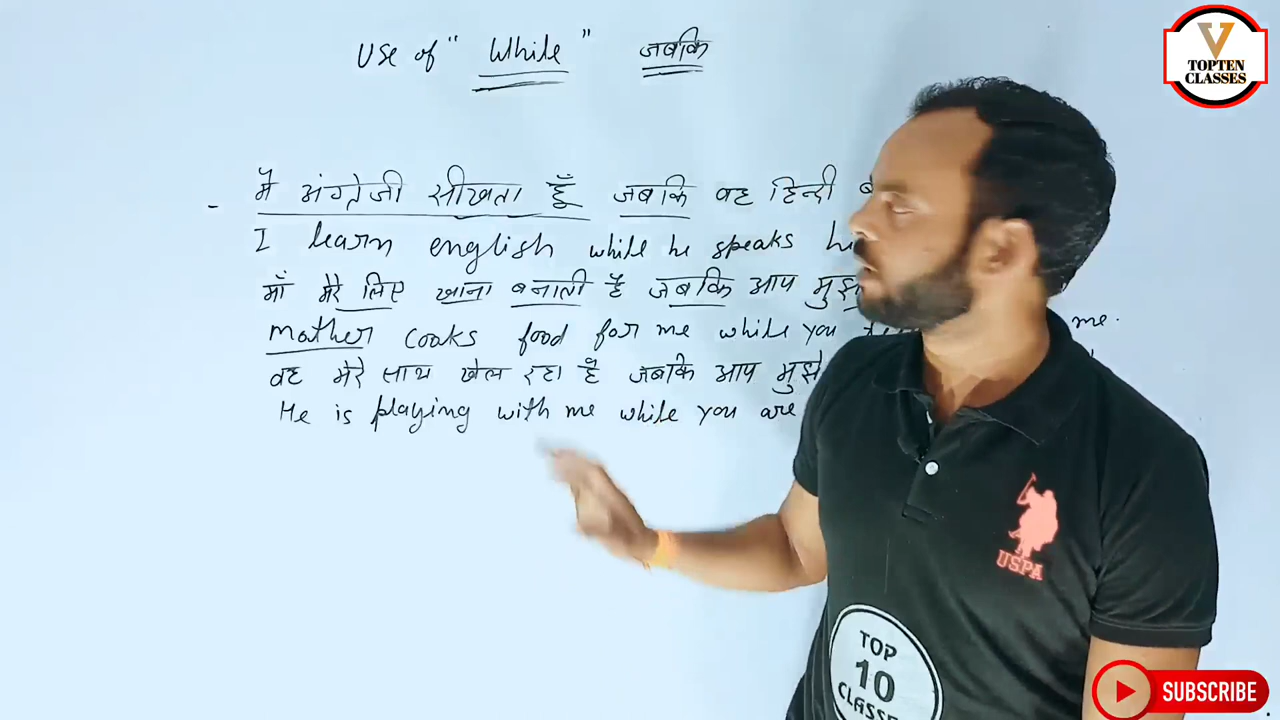 Use of "While" जबकि
V
TOPTEN
CLASSES
- मैं अंग्रेजी सीखता हूँ जबकि वह हिन्दी
I learn english while he speaks
माँ मेरे लिए खाना बनाती है जबकि आप
mother cooks food for me while you me.
वह मेरे साथ खेल रहा है जबकि आप मुझे
He is playing with me while you are
USPA
TOP
10
CLASSES
SUBSCRIBE